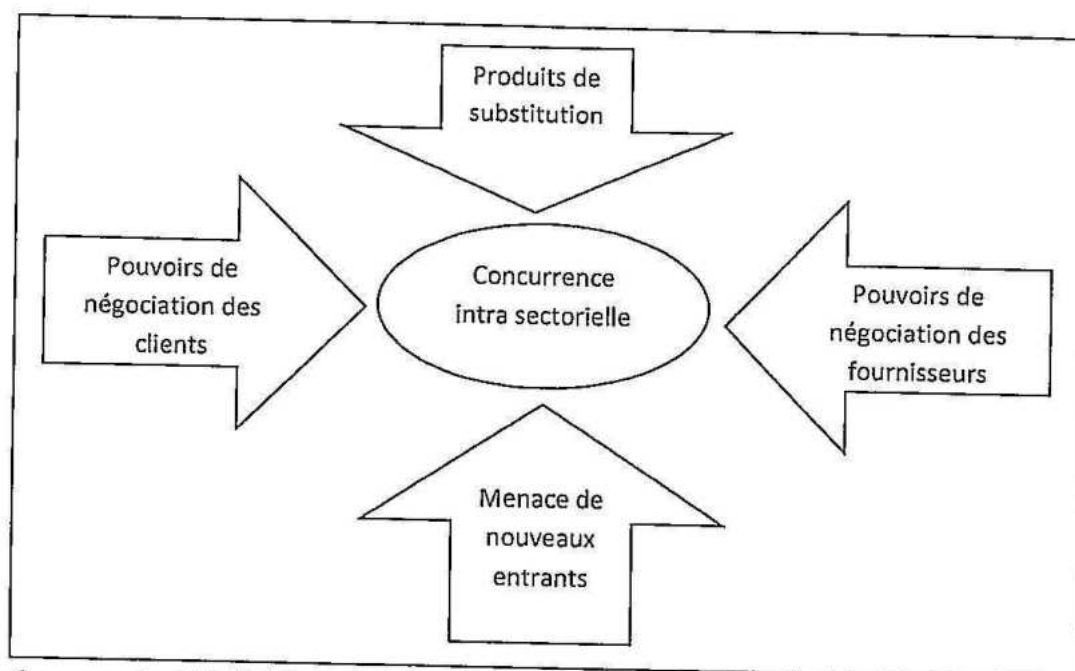 Produits de
substitution
Pouvoirs de
négociation des
clients
Concurrence
intra sectorielle
Pouvoirs de
négociation des
fournisseurs
Menace de
nouveaux
entrants